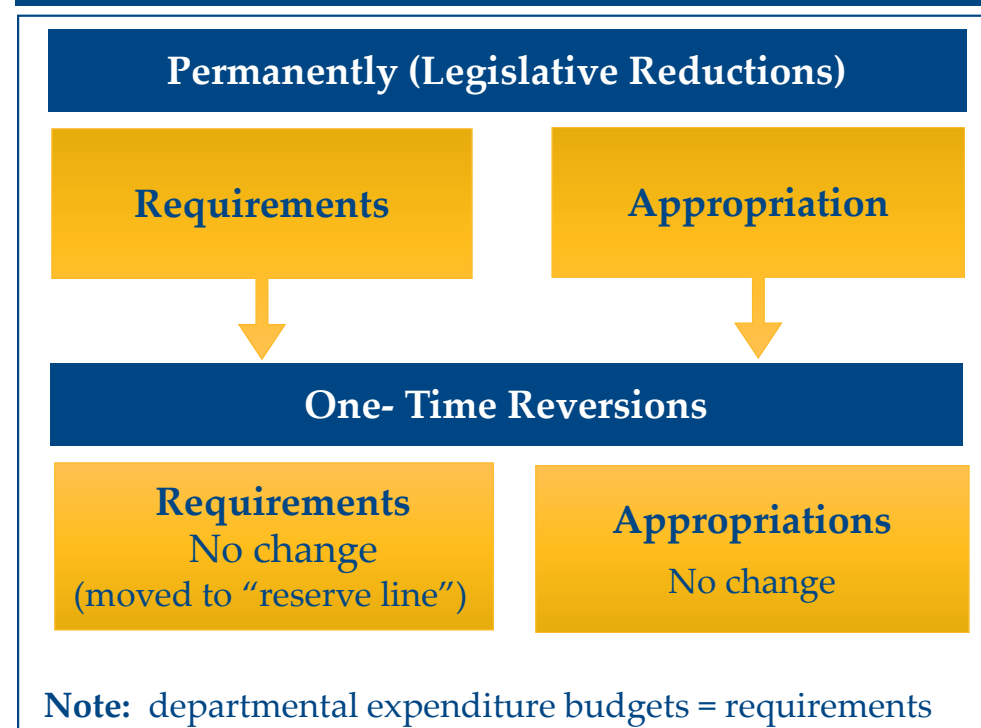 Permanently (Legislative Reductions)
Requirements
Appropriation
One- Time Reversions
Requirements
No change
(moved to “reserve line”)
Appropriations
No change
Note: departmental expenditure budgets = requirements